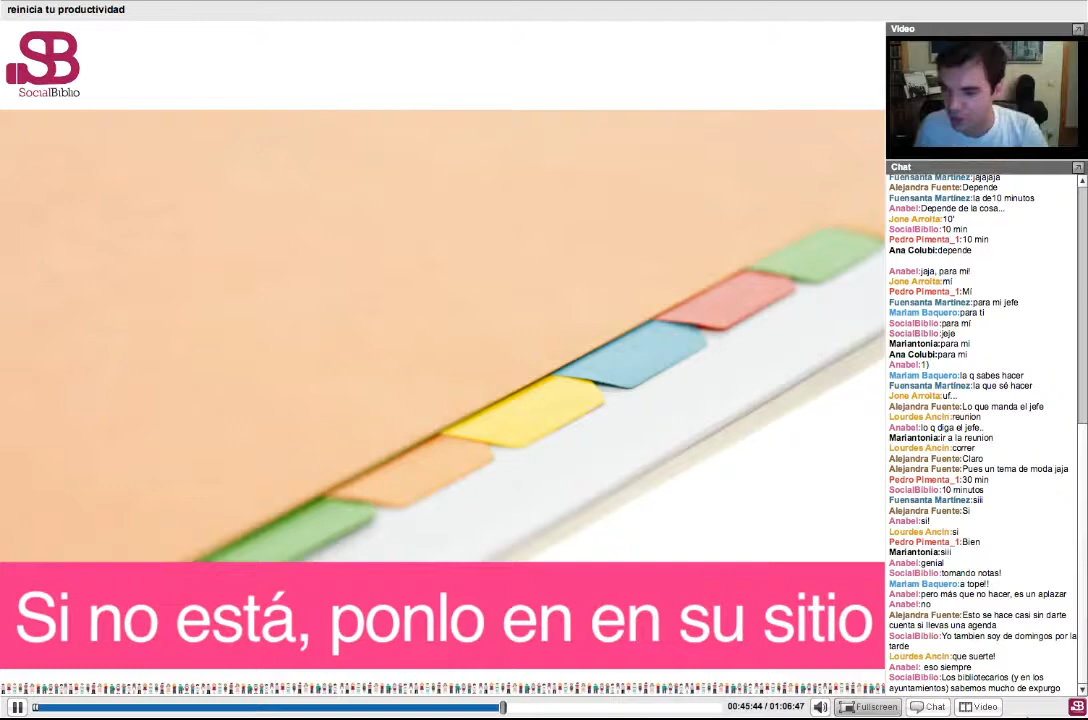 reinicia tu productividad
SB
SocialBiblio
Si no está, ponlo en en su sitio
Video
Chat
Fuensanta Martínez:jajajaja
Alejandra Fuente:Depende
Fuensanta Martínez:la de10 minutos
Anabel:Depende de la cosa...
Jone Arroita:10'
SocialBiblio:10 min
Pedro Pimenta_1:10 min
Ana Colubi:depende
Anabel:jaja, para mi!
Jone Arroita:mí
Pedro Pimenta_1:Mí
Fuensanta Martínez:para mi jefe
Mariam Baquero:para ti
SocialBiblio:para mí
SocialBiblio:jeje
Mariantonia:para mi
Ana Colubi:para mi
Anabel:1)
Mariam Baquero:la q sabes hacer
Fuensanta Martínez:la que sé hacer
Jone Arroita:uf...
Alejandra Fuente:Lo que manda el jefe
Lourdes Ancin:reunion
Anabel:lo q diga el jefe..
Mariantonia:ir a la reunion
Lourdes Ancin:correr
Alejandra Fuente:Claro
Alejandra Fuente:Pues un tema de moda jaja
Pedro Pimenta_1:30 min
SocialBiblio:10 minutos
Fuensanta Martínez:siii
Alejandra Fuente:Si
Anabel:si!
Lourdes Ancin:si
Pedro Pimenta_1:Bien
Mariantonia:siii
Anabel:genial
SocialBiblio:tomando notas!
Mariam Baquero:a tope!!
Anabel:pero más que no hacer, es un aplazar
Anabel:no
Alejandra Fuente:Esto se hace casi sin darte
cuenta si llevas una agenda
SocialBiblio:Yo tambien soy de domingos por la
tarde
Lourdes Ancin:que suerte!
Anabel: eso siempre
SocialBiblio:Los bibliotecarios (y en los
ayuntamientos) sabemos mucho de expurgo
00:45:44 / 01:06:47
Fullscreen
Chat
Video
SB